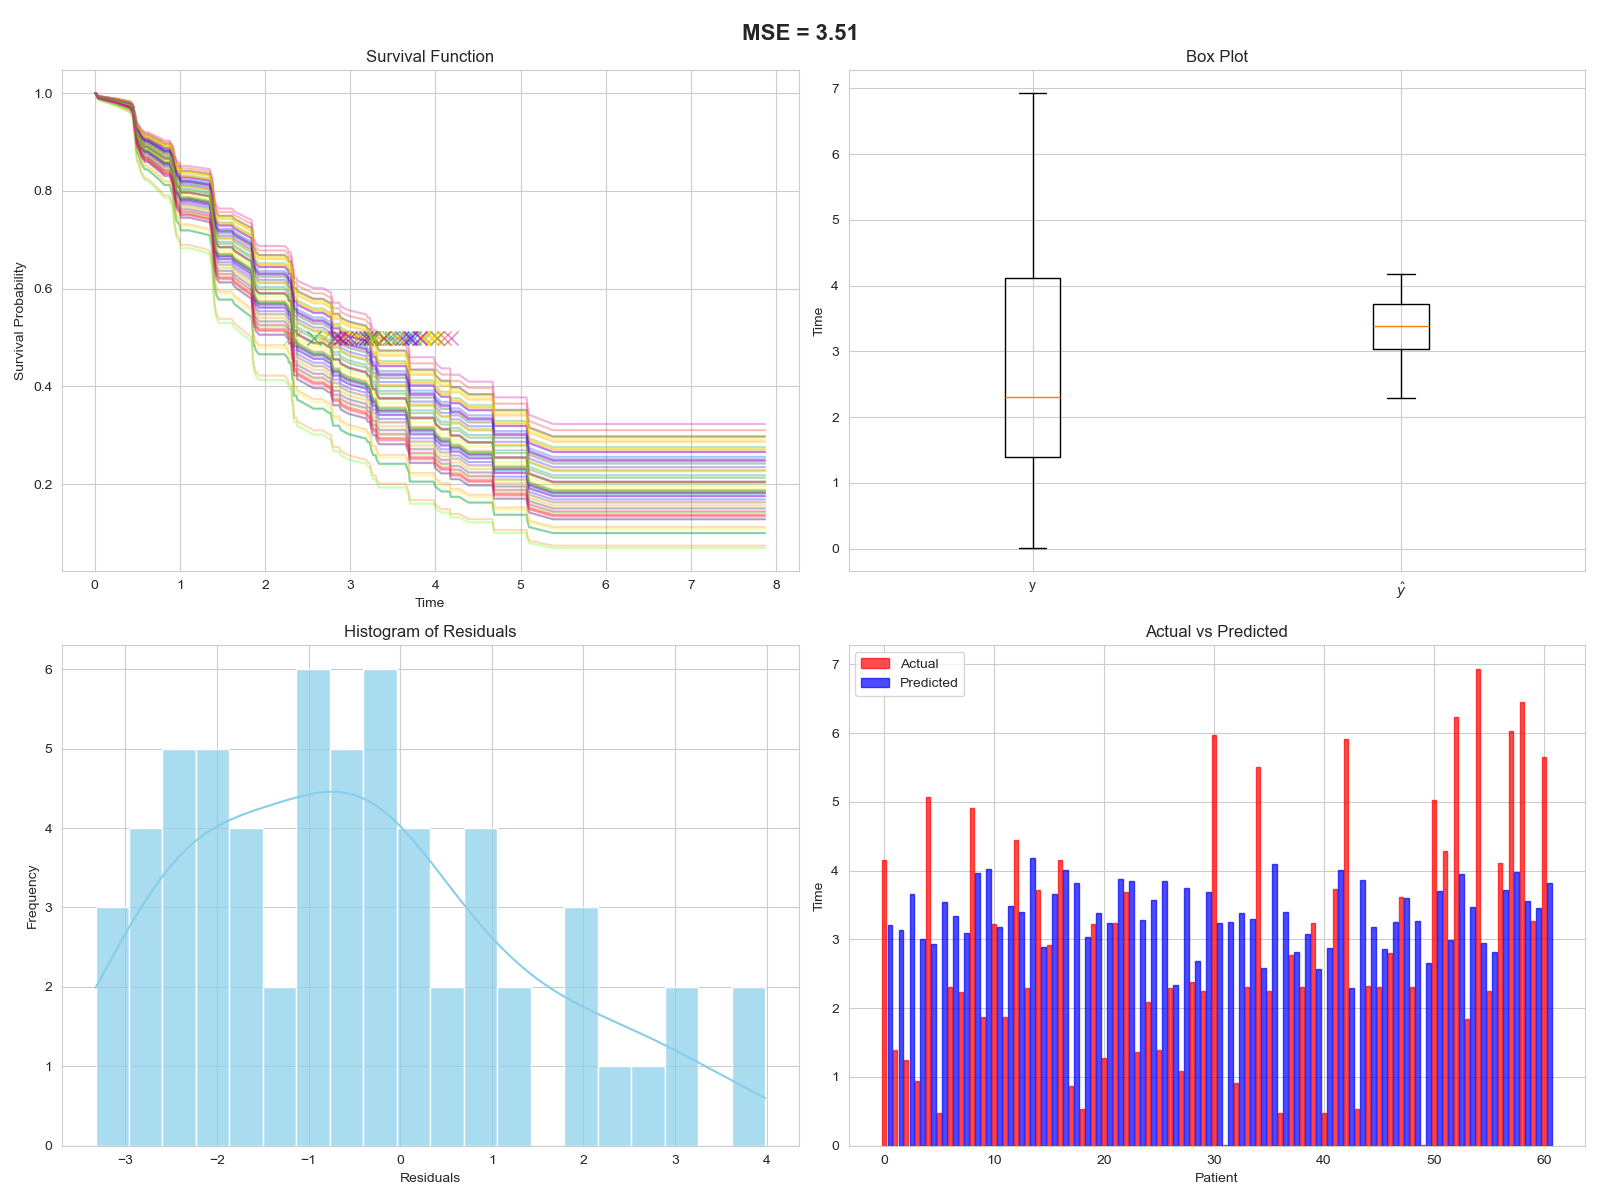 MSE = 3.51
Survival Function
1.0
0.8
0.6
0.4
0.2
Survival Probability
0 1 2 3 4 5 6 7 8
Time
Box Plot
7
6
5
4
3
2
1
0
Time
y ŷ
Histogram of Residuals
6
5
4
3
2
1
0
Frequency
−3 −2 −1 0 1 2 3 4
Residuals
Actual vs Predicted
Actual
Predicted
7
6
5
4
3
2
1
0
Time
0 10 20 30 40 50 60
Patient